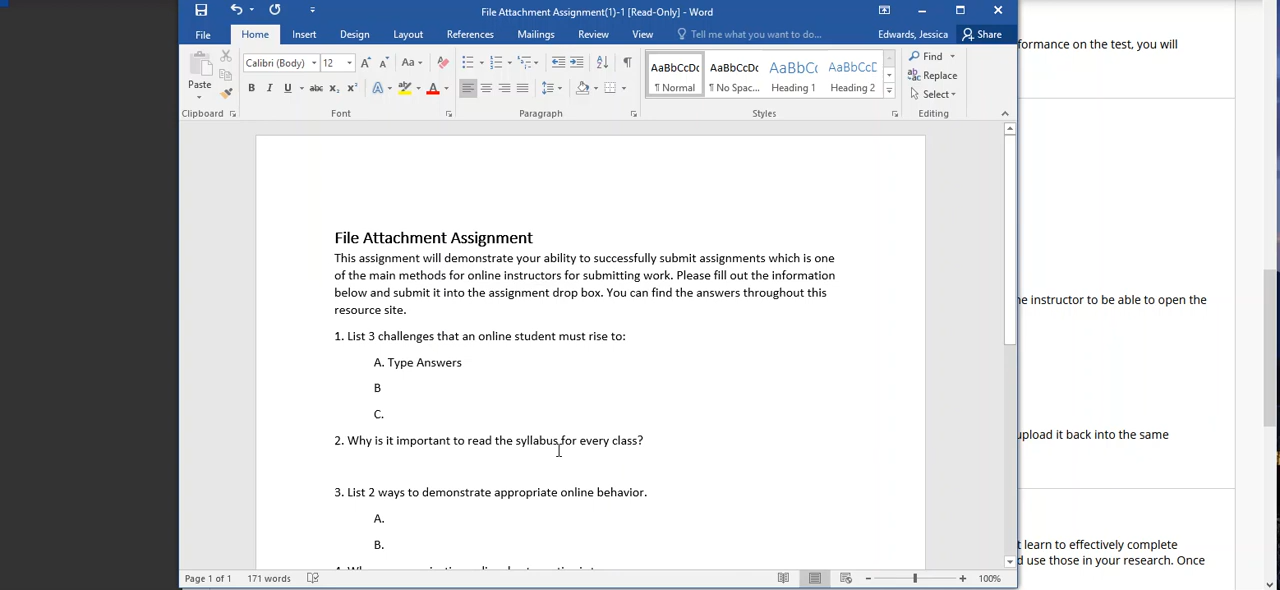 File Attachment Assignment(1)-1 [Read-Only] - Word
File Home Insert Design Layout References Mailings Review View Tell me what you want to do... Edwards, Jessica Share
formance on the test, you will
Paste
Calibri (Body) 12 Aa
B I U abc x₂ x² A A
AaBbCcDc AaBbCcDc AaBbCc AaBbCcD
¶ Normal ¶ No Spac... Heading 1 Heading 2
Find
Replace
Select
Clipboard Font Paragraph Styles Editing
File Attachment Assignment
This assignment will demonstrate your ability to successfully submit assignments which is one
of the main methods for online instructors for submitting work. Please fill out the information
below and submit it into the assignment drop box. You can find the answers throughout this
resource site.
1. List 3 challenges that an online student must rise to:
A. Type Answers
B
C.
2. Why is it important to read the syllabus for every class?
3. List 2 ways to demonstrate appropriate online behavior.
A.
B.
e instructor to be able to open the
upload it back into the same
t learn to effectively complete
d use those in your research. Once
Page 1 of 1 171 words 100%